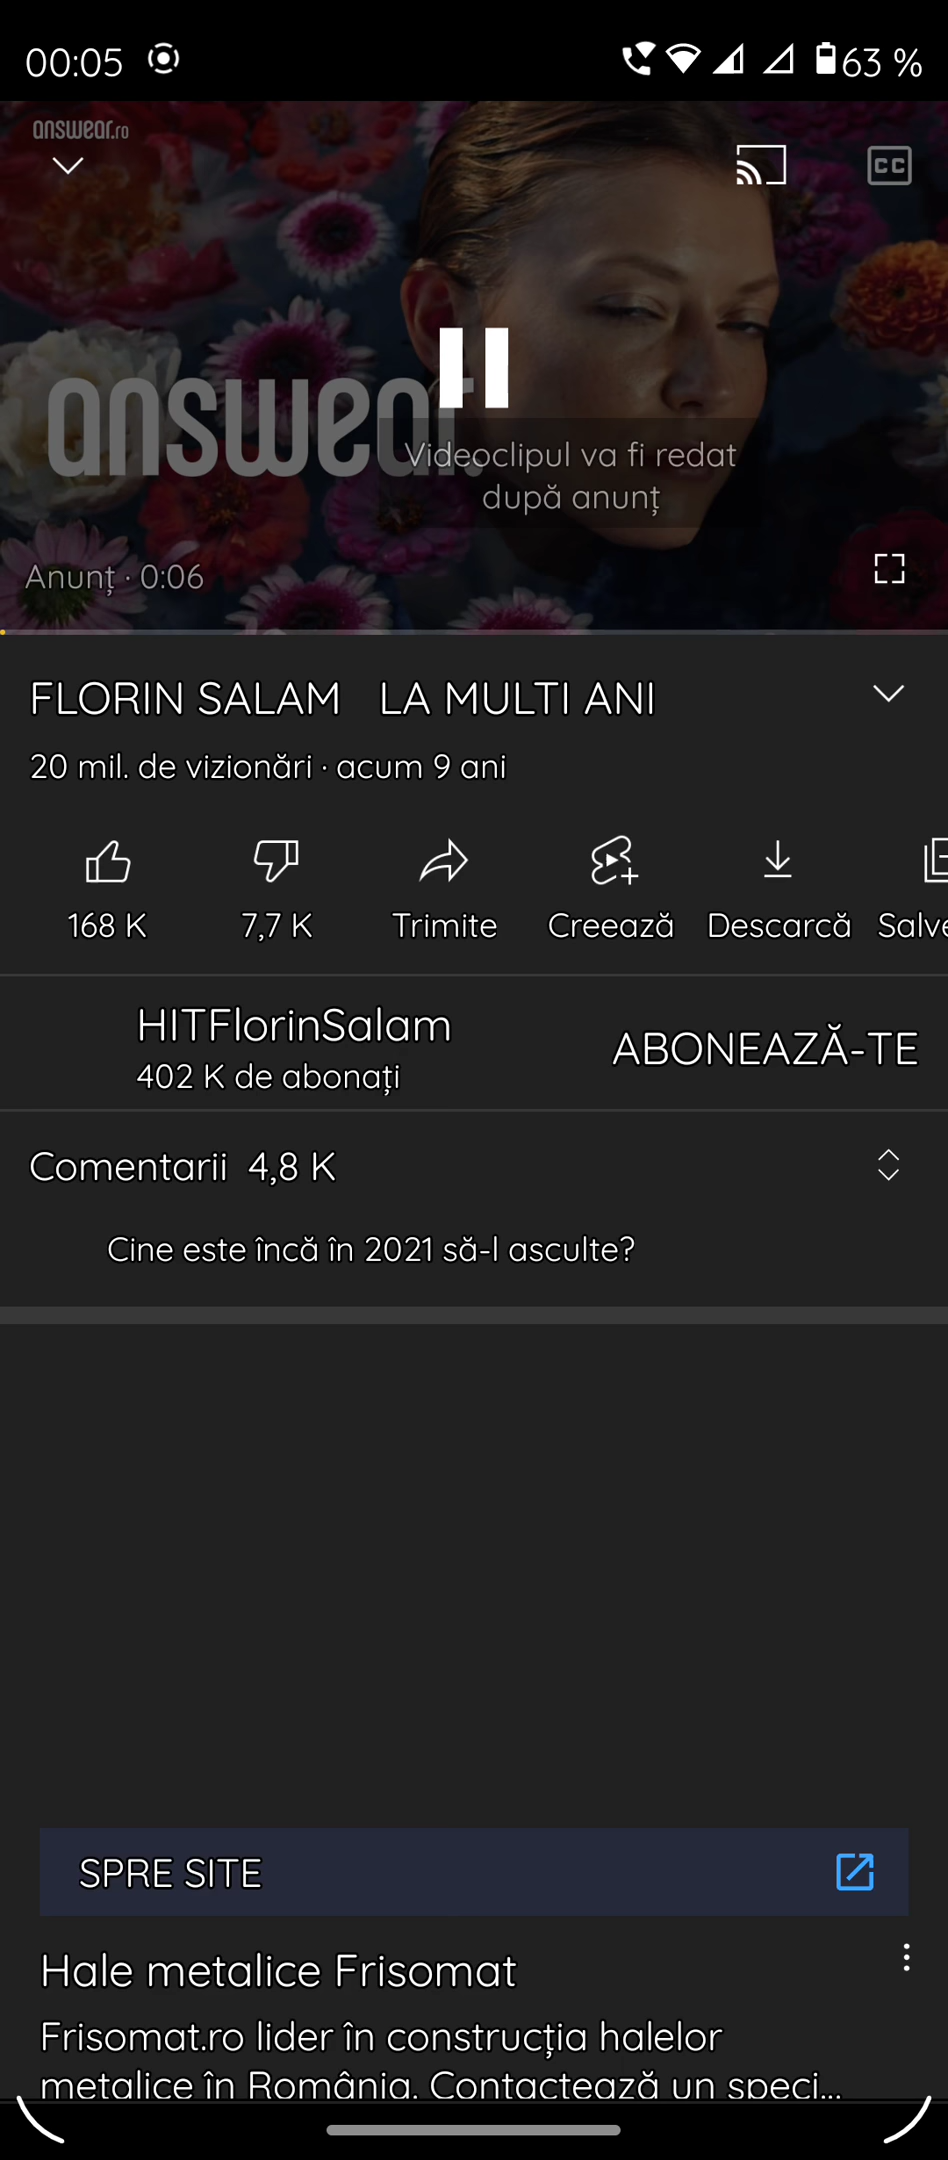 00:05
63 %
answear.ro
CC
answear.
Videoclipul va fi redat
după anunț
Anunț · 0:06
FLORIN SALAM   LA MULTI ANI
20 mil. de vizionări · acum 9 ani
168 K
7,7 K
Trimite
Creează
Descarcă
Salve
HITFlorinSalam
402 K de abonați
ABONEAZĂ-TE
Comentarii  4,8 K
Cine este încă în 2021 să-l asculte?
SPRE SITE
Hale metalice Frisomat
Frisomat.ro lider în construcția halelor
metalice în România. Contactează un speci...